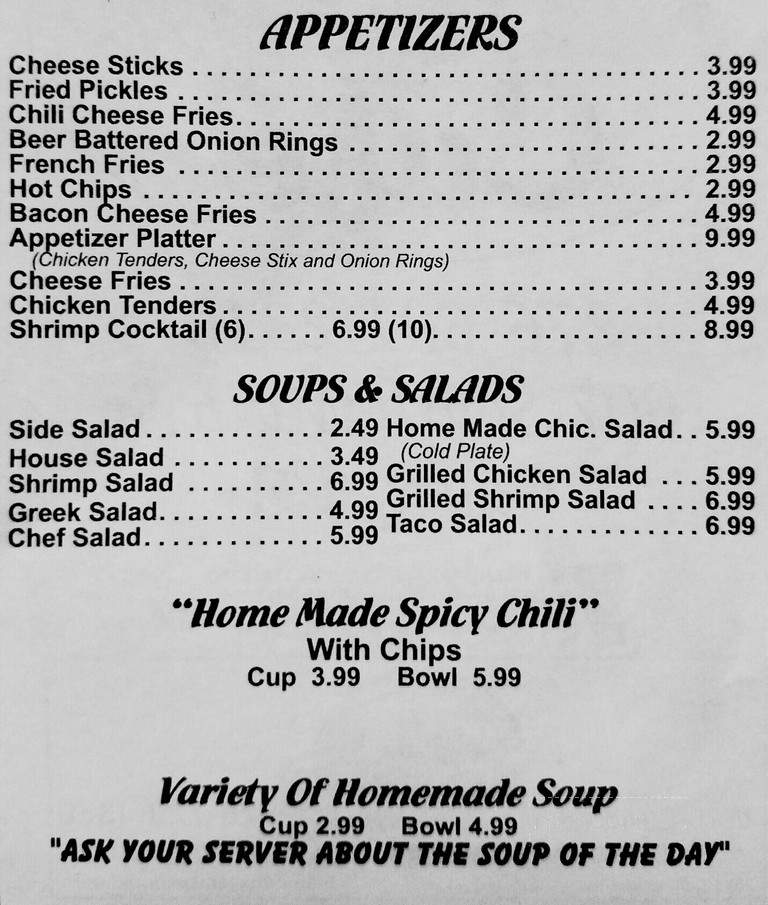 APPETIZERS
Cheese Sticks . . . . . . . . . . . . . . . . . . . . . . . . . . . . . . . . . . 3.99
Fried Pickles . . . . . . . . . . . . . . . . . . . . . . . . . . . . . . . . . . . 3.99
Chili Cheese Fries. . . . . . . . . . . . . . . . . . . . . . . . . . . . . . . 4.99
Beer Battered Onion Rings . . . . . . . . . . . . . . . . . . . . . . . 2.99
French Fries . . . . . . . . . . . . . . . . . . . . . . . . . . . . . . . . . . . 2.99
Hot Chips . . . . . . . . . . . . . . . . . . . . . . . . . . . . . . . . . . . . . 2.99
Bacon Cheese Fries . . . . . . . . . . . . . . . . . . . . . . . . . . . . . 4.99
Appetizer Platter . . . . . . . . . . . . . . . . . . . . . . . . . . . . . . . . 9.99
(Chicken Tenders, Cheese Stix and Onion Rings)
Cheese Fries . . . . . . . . . . . . . . . . . . . . . . . . . . . . . . . . . . . 3.99
Chicken Tenders . . . . . . . . . . . . . . . . . . . . . . . . . . . . . . . . 4.99
Shrimp Cocktail (6). . . . . . 6.99 (10). . . . . . . . . . . . . . . . . . 8.99
SOUPS & SALADS
Side Salad . . . . . . . . . . . . 2.49
House Salad . . . . . . . . . . 3.49
Shrimp Salad . . . . . . . . . 6.99
Greek Salad. . . . . . . . . . . 4.99
Chef Salad. . . . . . . . . . . . 5.99
Home Made Chic. Salad. . 5.99
(Cold Plate)
Grilled Chicken Salad . . . 5.99
Grilled Shrimp Salad . . . . 6.99
Taco Salad. . . . . . . . . . . . 6.99
“Home Made Spicy Chili”
With Chips
Cup 3.99 Bowl 5.99
Variety Of Homemade Soup
Cup 2.99 Bowl 4.99
"ASK YOUR SERVER ABOUT THE SOUP OF THE DAY"